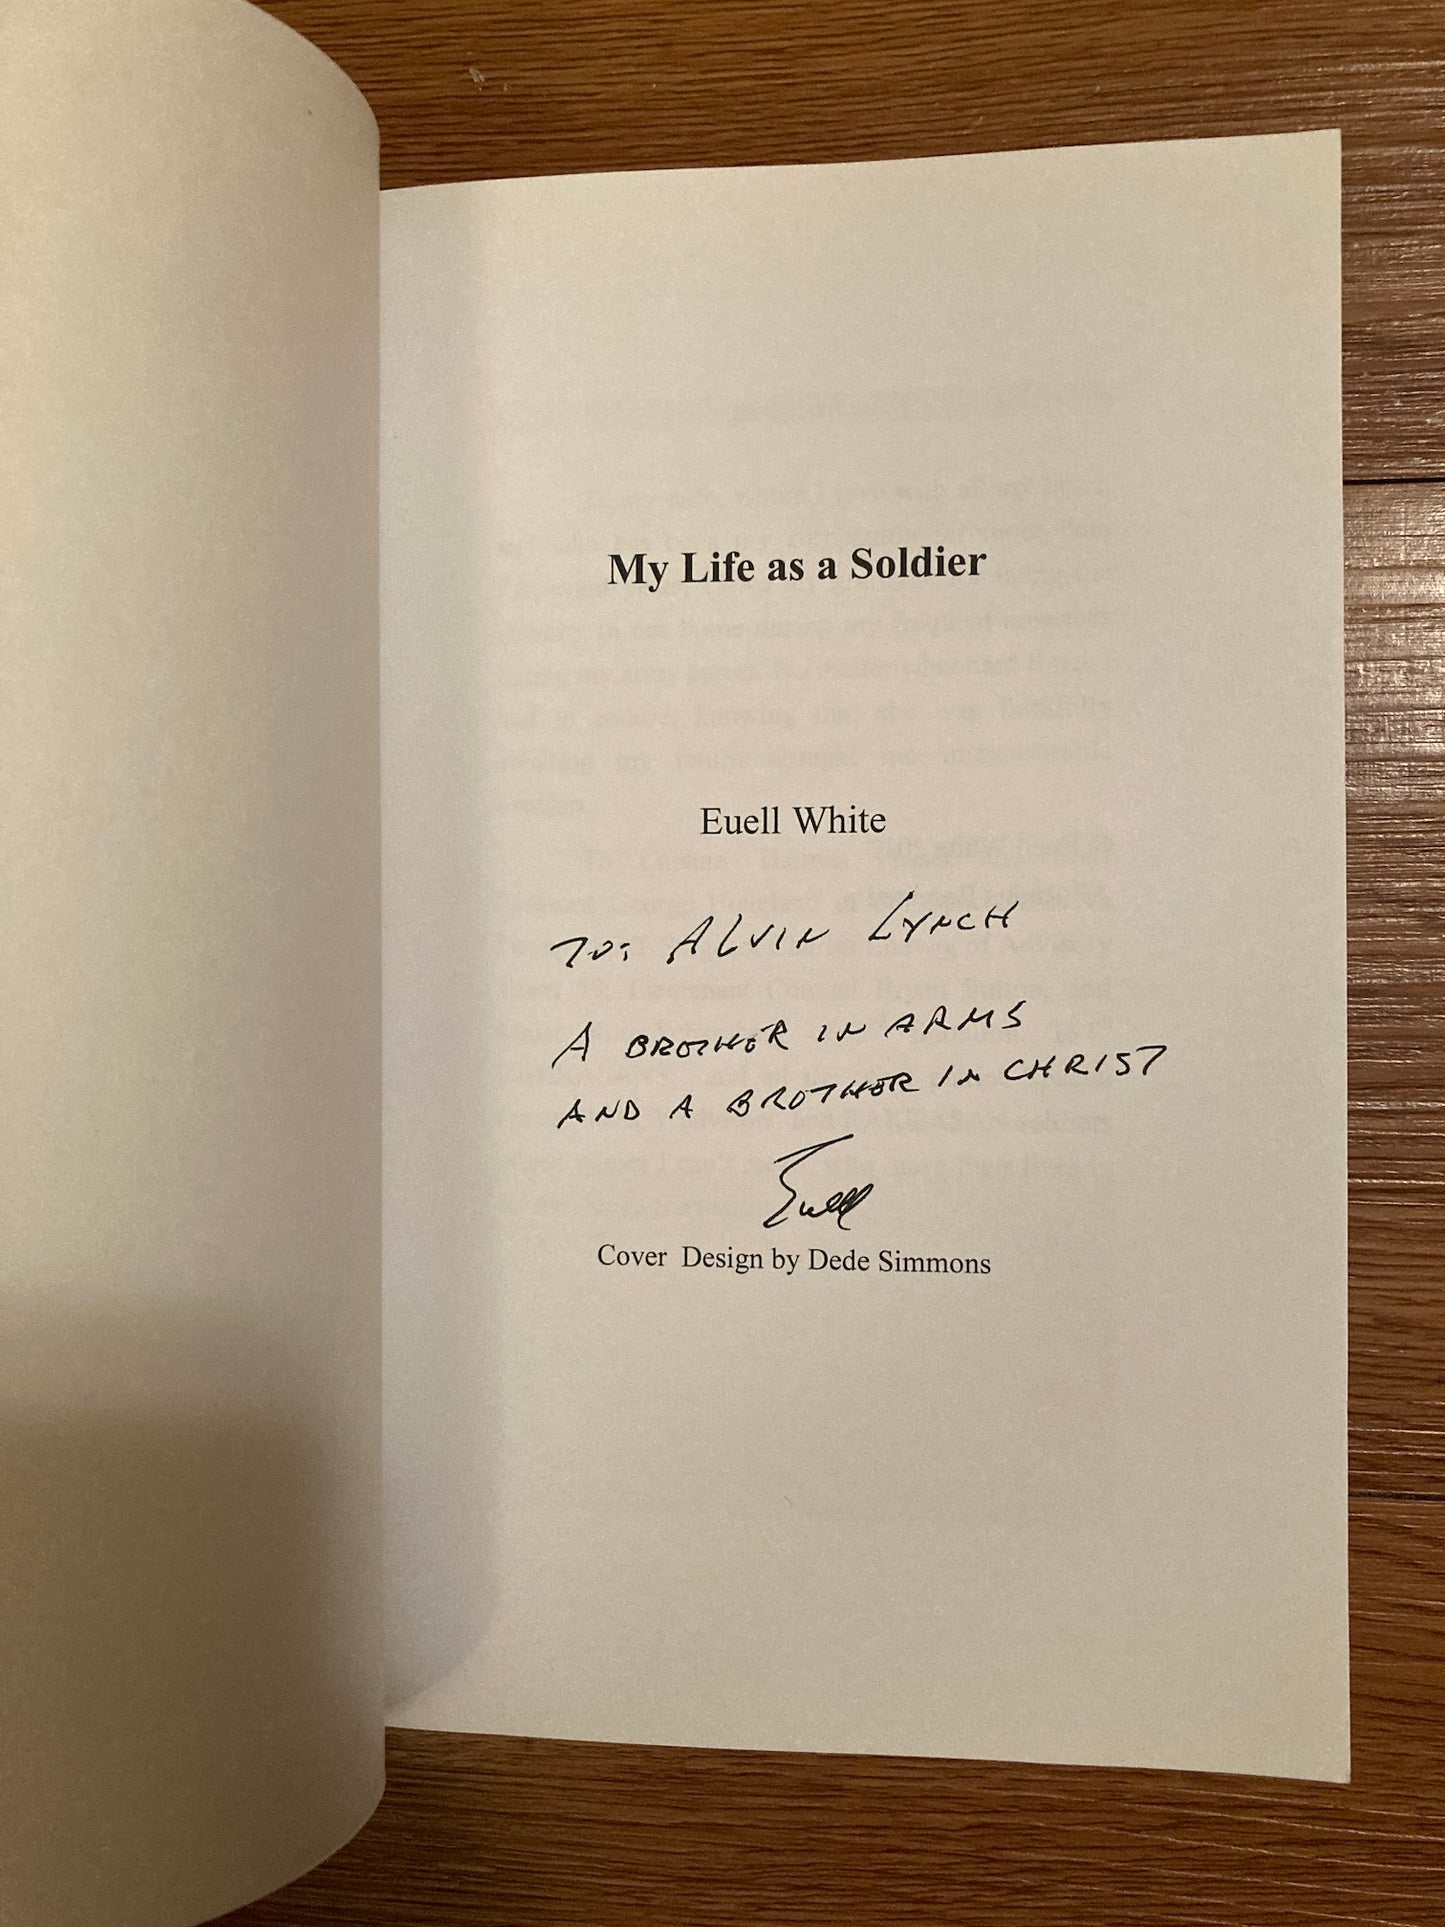 My Life as a Soldier
Euell White
TO: ALVIN LYNCH
A BROTHER IN ARMS
AND A BROTHER IN CHRIST
Euell
Cover Design by Dede Simmons